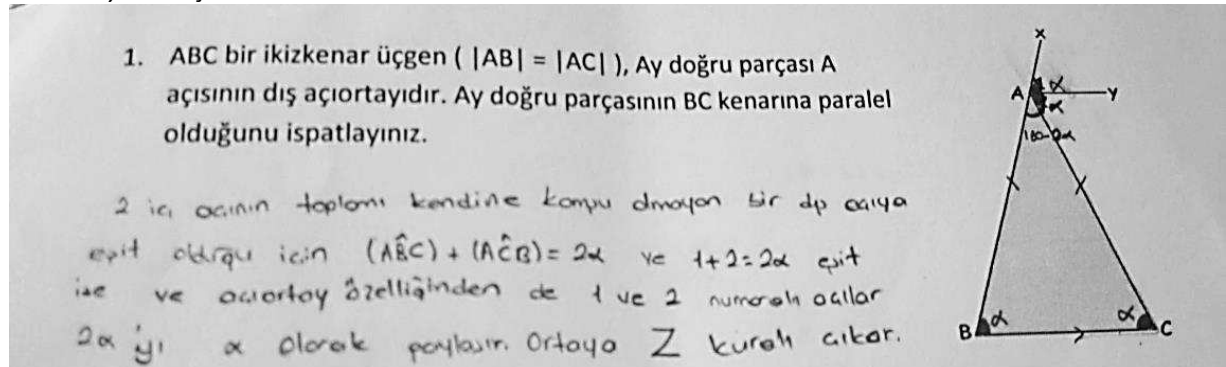 1. ABC bir ikizkenar üçgen ( |AB| = |AC| ), Ay doğru parçası A
açısının dış açıortayıdır. Ay doğru parçasının BC kenarına paralel
olduğunu ispatlayınız.
2 iç açının toplamı kendine komşu olmayan bir dış açıya
eşit olduğu için (AB̂C) + (AĈB) = 2α ve 1+2=2α eşit
ise ve açıortay özelliğinden de 1 ve 2 numaralı açılar
2α'yı α olarak paylaşır. Ortaya Z kuralı çıkar.
x
A α y
α
180-2α
B α α C